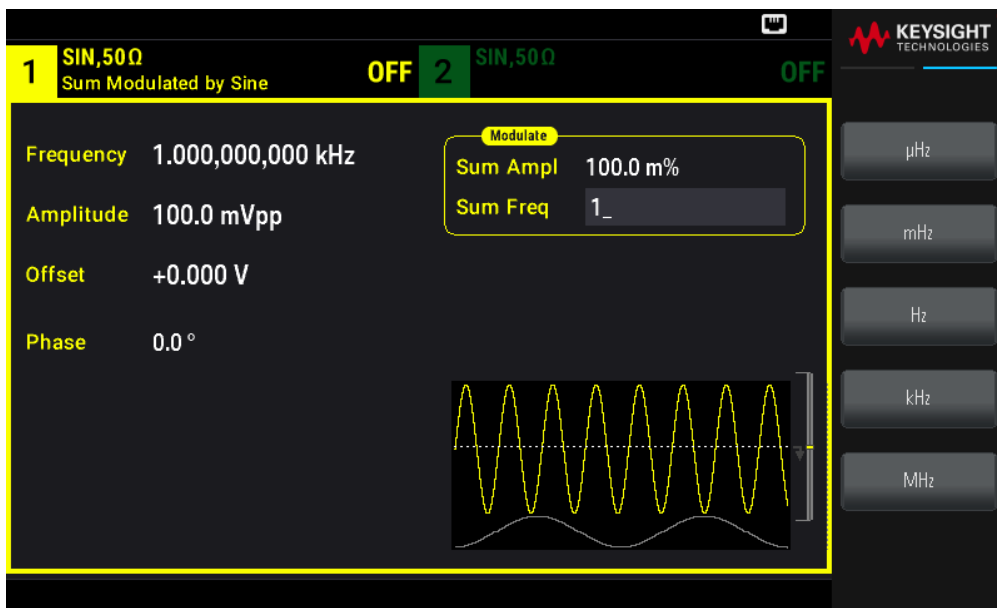 KEYSIGHT
TECHNOLOGIES
1
SIN,50Ω
Sum Modulated by Sine
OFF
2
SIN,50Ω
OFF
Frequency 1.000,000,000 kHz
Amplitude 100.0 mVpp
Offset +0.000 V
Phase 0.0 °
Modulate
Sum Ampl 100.0 m%
Sum Freq 1_
µHz
mHz
Hz
kHz
MHz